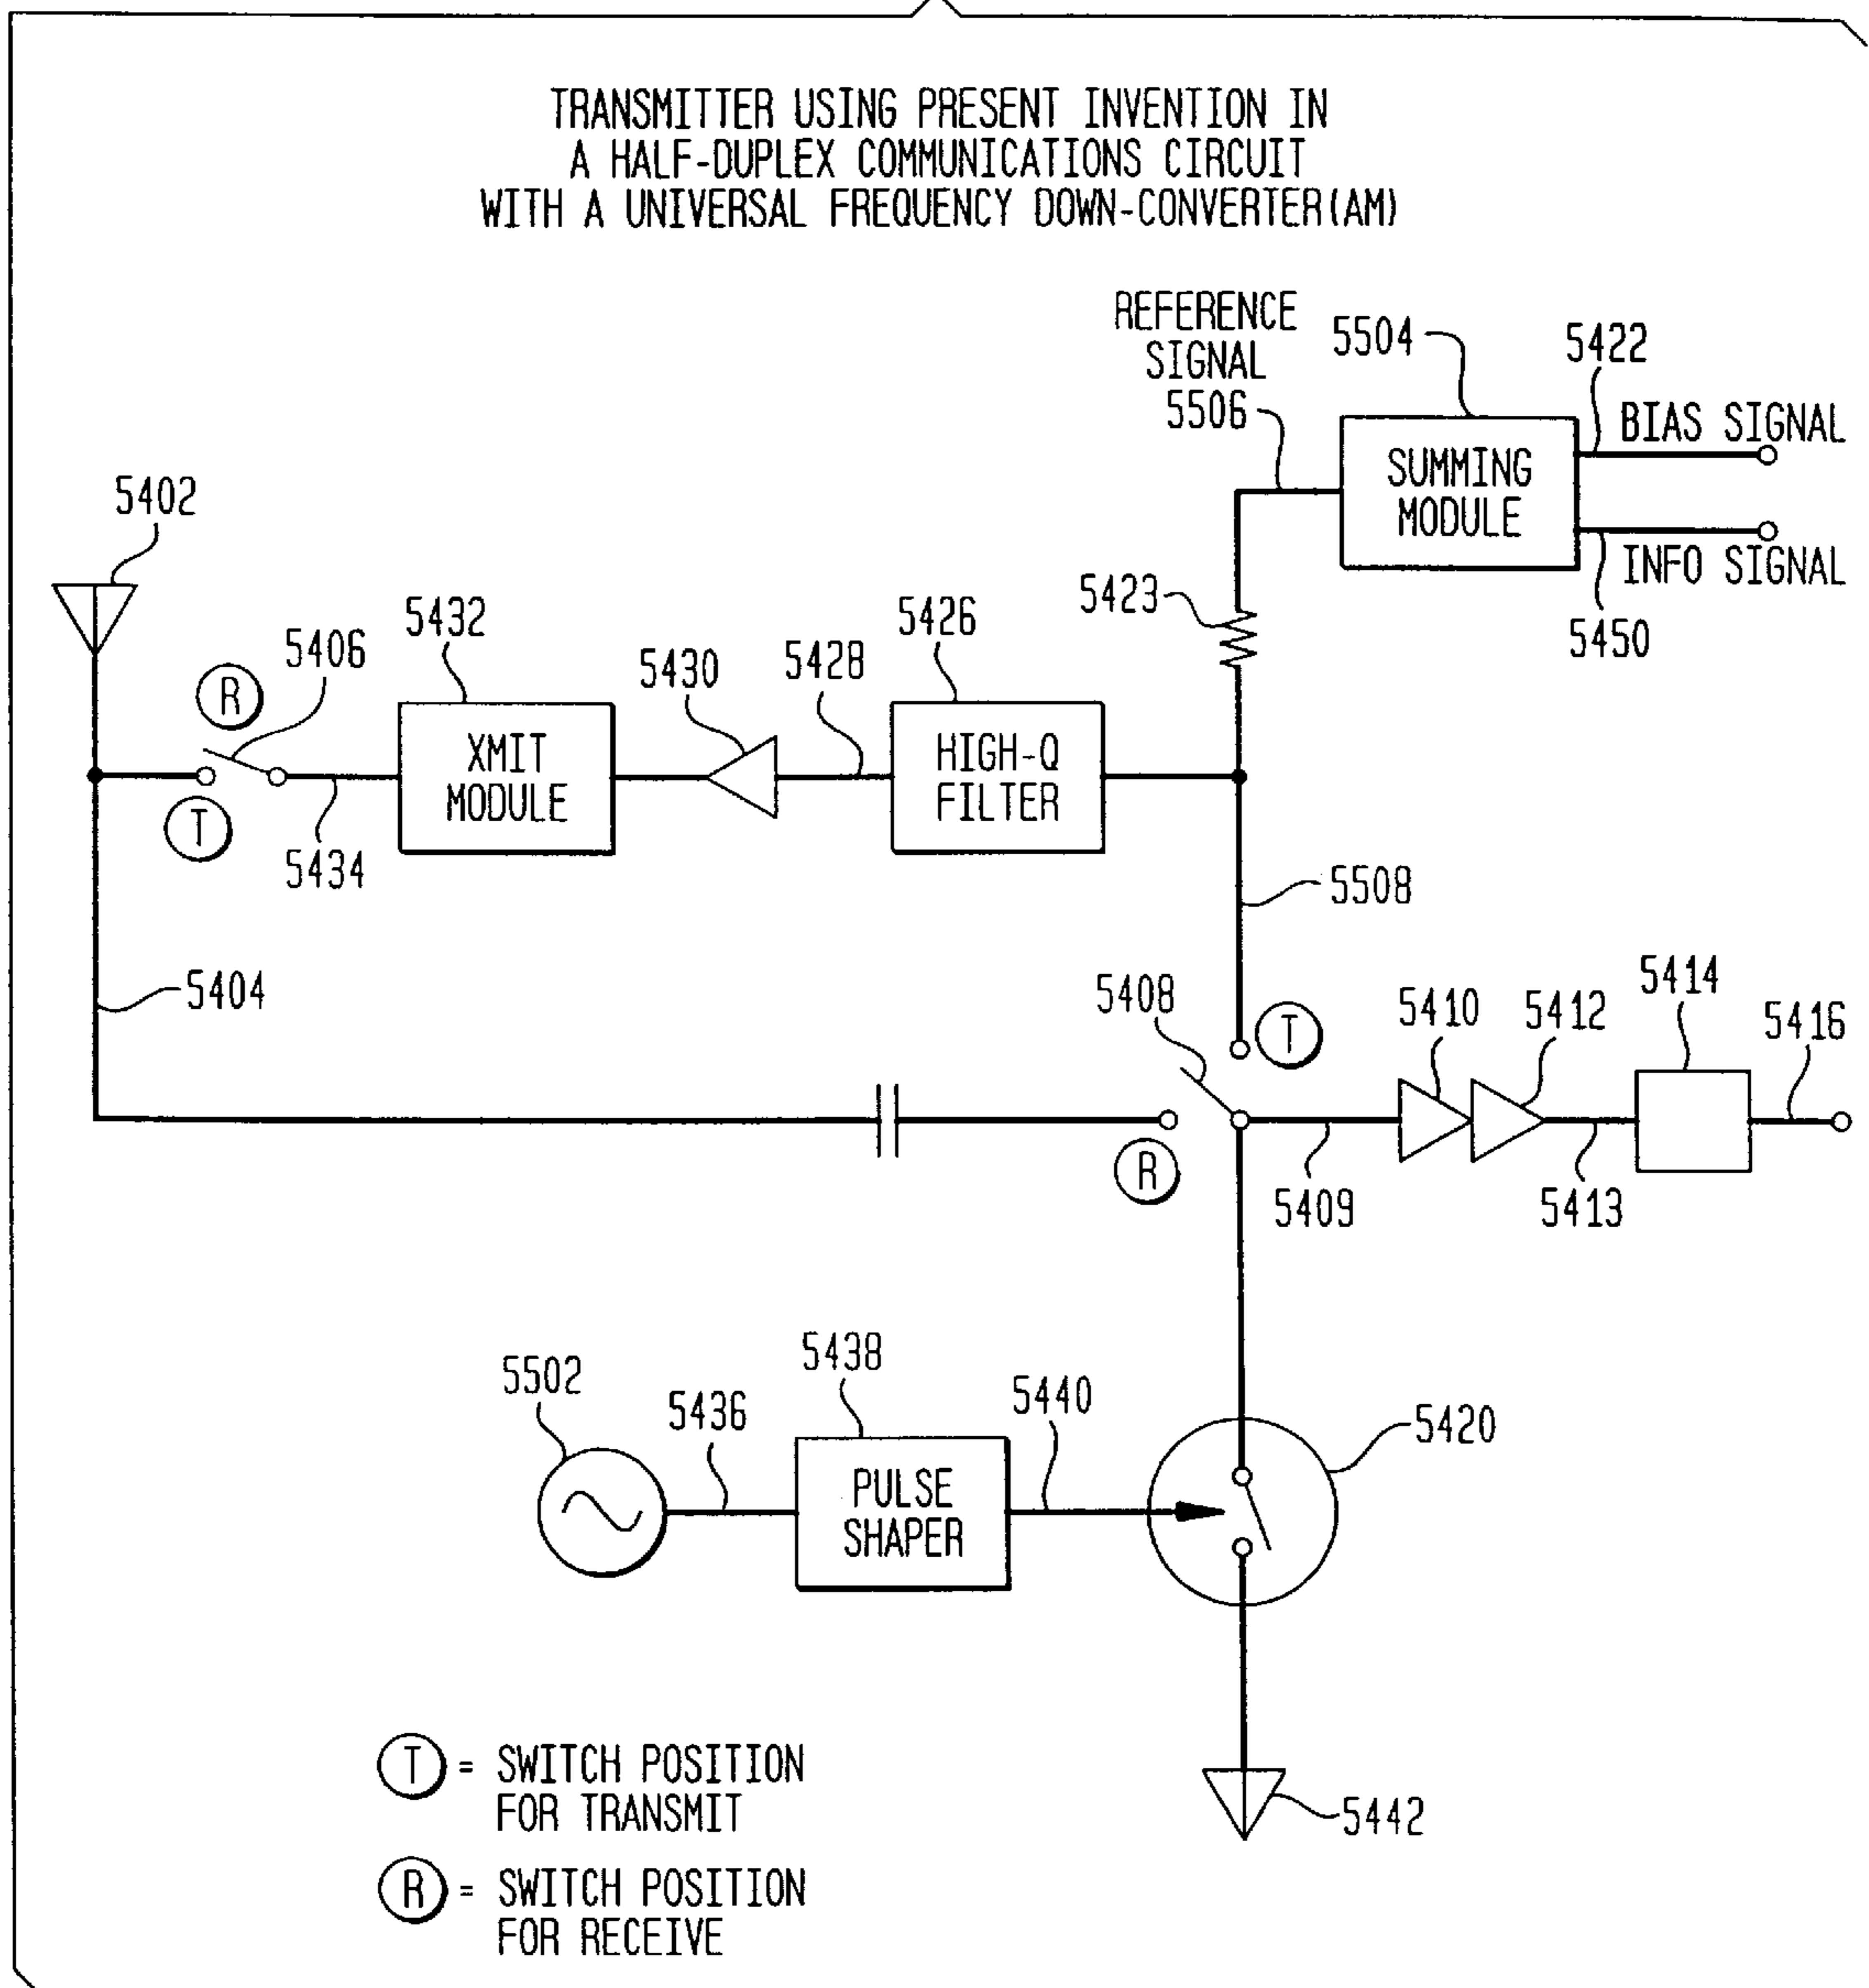 TRANSMITTER USING PRESENT INVENTION IN
A HALF-DUPLEX COMMUNICATIONS CIRCUIT
WITH A UNIVERSAL FREQUENCY DOWN-CONVERTER(AM)
REFERENCE
SIGNAL
5506
5504
5422
BIAS SIGNAL
SUMMING
MODULE
INFO SIGNAL
5450
5402
5423
5406
5432
5430
5428
5426
R
XMIT
MODULE
HIGH-Q
FILTER
T
5434
5508
5404
5408
T
5410
5412
5414
5416
R
5409
5413
5502
5436
5438
5440
5420
PULSE
SHAPER
5442
T = SWITCH POSITION
FOR TRANSMIT
R = SWITCH POSITION
FOR RECEIVE